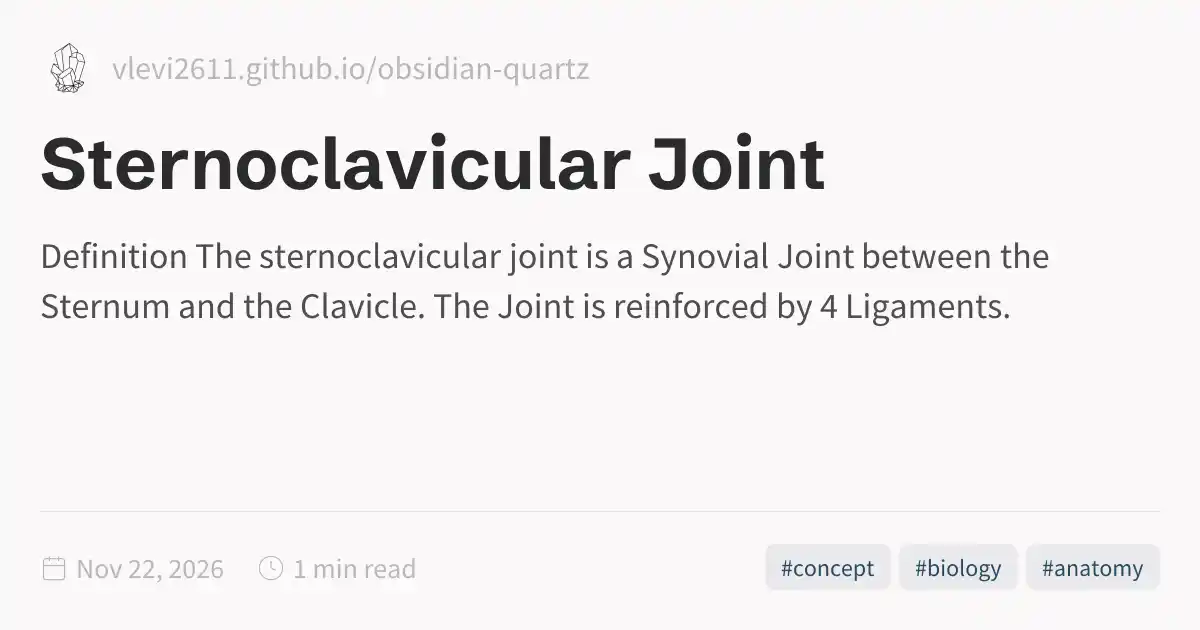 vlevi2611.github.io/obsidian-quartz
Sternoclavicular Joint
Definition The sternoclavicular joint is a Synovial Joint between the
Sternum and the Clavicle. The Joint is reinforced by 4 Ligaments.
Nov 22, 2026 1 min read #concept #biology #anatomy